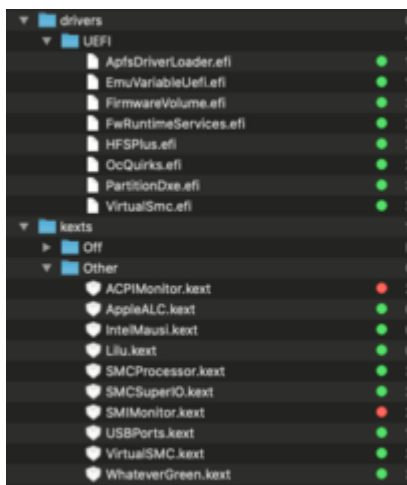 drivers
UEFI
ApfsDriverLoader.efi
EmuVariableUefi.efi
FirmwareVolume.efi
FwRuntimeServices.efi
HFSPlus.efi
OcQuirks.efi
PartitionDxe.efi
VirtualSmc.efi
kexts
Off
Other
ACPIMonitor.kext
AppleALC.kext
IntelMausi.kext
Lilu.kext
SMCProcessor.kext
SMCSuperIO.kext
SMIMonitor.kext
USBPorts.kext
VirtualSMC.kext
WhateverGreen.kext